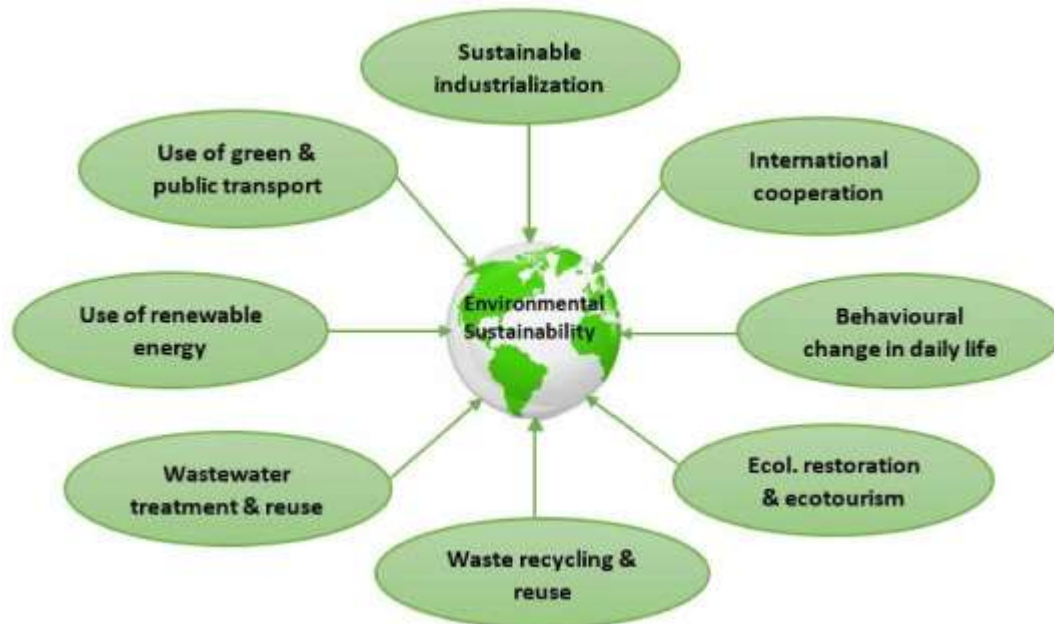 Sustainable
industrialization
Use of green &
public transport
International
cooperation
Environmental
Sustainability
Use of renewable
energy
Behavioural
change in daily life
Wastewater
treatment & reuse
Ecol. restoration
& ecotourism
Waste recycling &
reuse